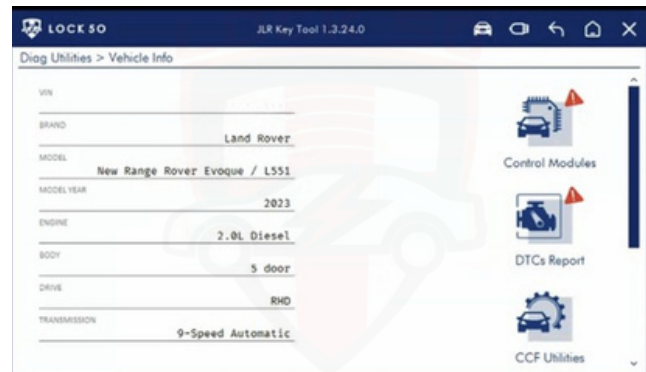 LOCK 50
JLR Key Tool 1.3.24.0
Diag Utilities > Vehicle Info
VIN
BRAND
Land Rover
MODEL
New Range Rover Evoque / L551
MODEL YEAR
2023
ENGINE
2.0L Diesel
BODY
5 door
DRIVE
RHD
TRANSMISSION
9-Speed Automatic
Control Modules
DTCs Report
CCF Utilities